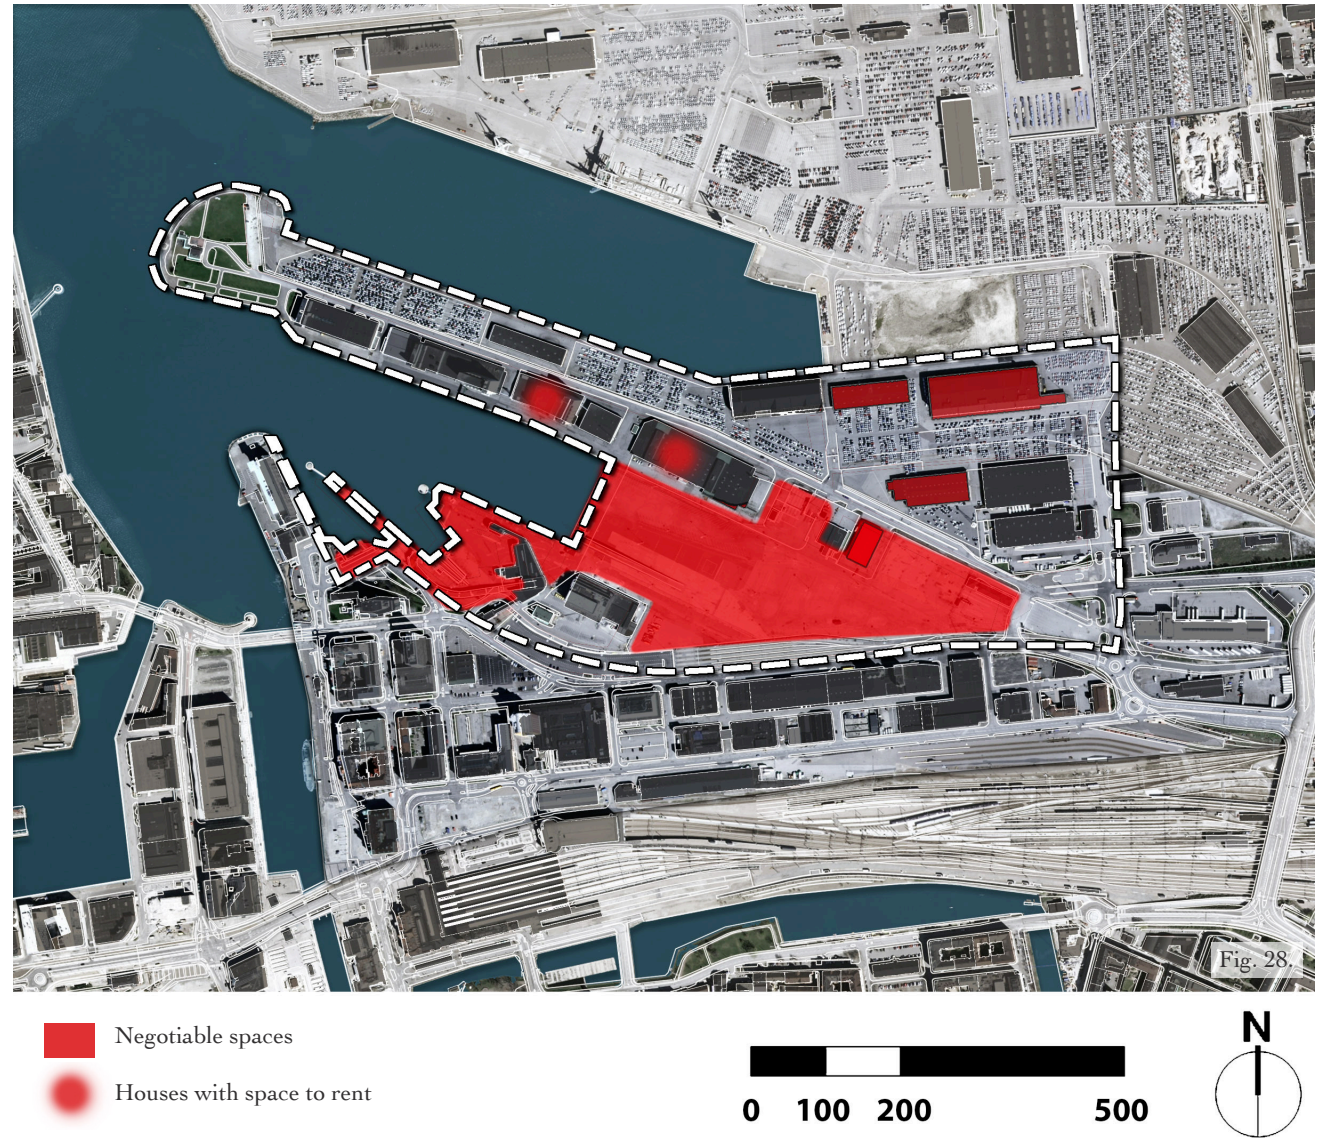 Fig. 28.
Negotiable spaces
Houses with space to rent
0 100 200 500
N